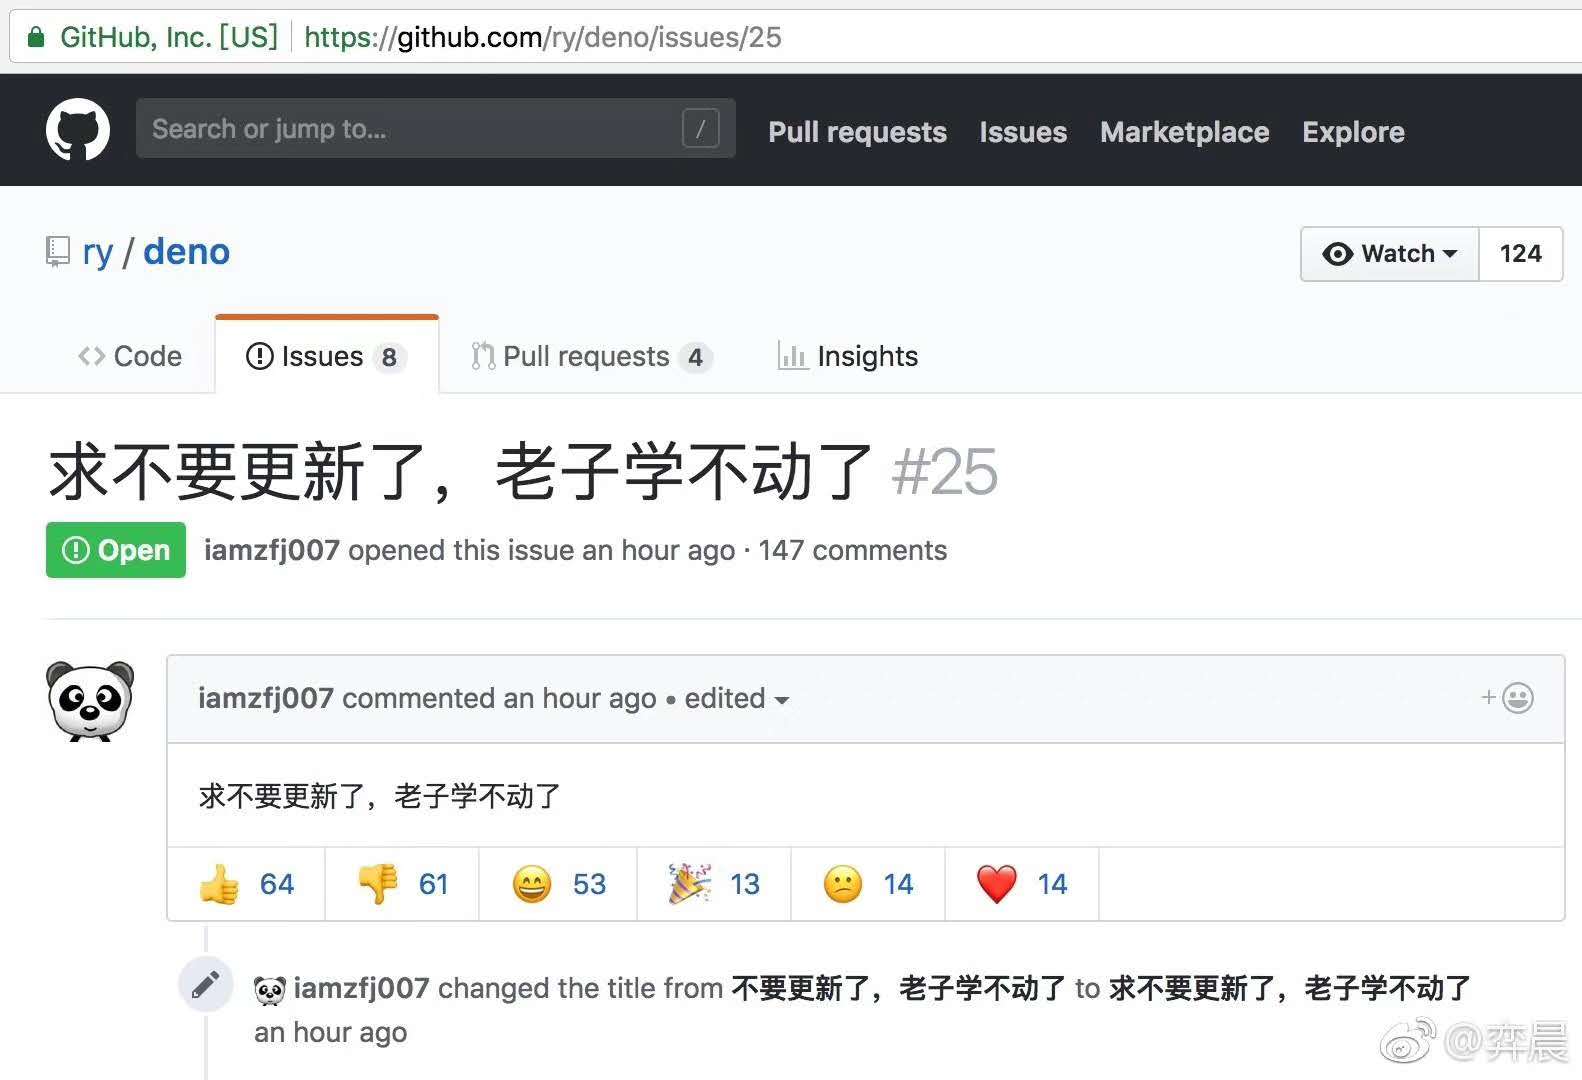 GitHub, Inc. [US] https://github.com/ry/deno/issues/25
Search or jump to... / Pull requests Issues Marketplace Explore
ry / deno Watch 124
Code Issues 8 Pull requests 4 Insights
求不要更新了，老子学不动了 #25
Open iamzfj007 opened this issue an hour ago · 147 comments
iamzfj007 commented an hour ago • edited +
求不要更新了，老子学不动了
64 61 53 13 14 14
iamzfj007 changed the title from 不要更新了，老子学不动了 to 求不要更新了，老子学不动了
an hour ago
@弈晨